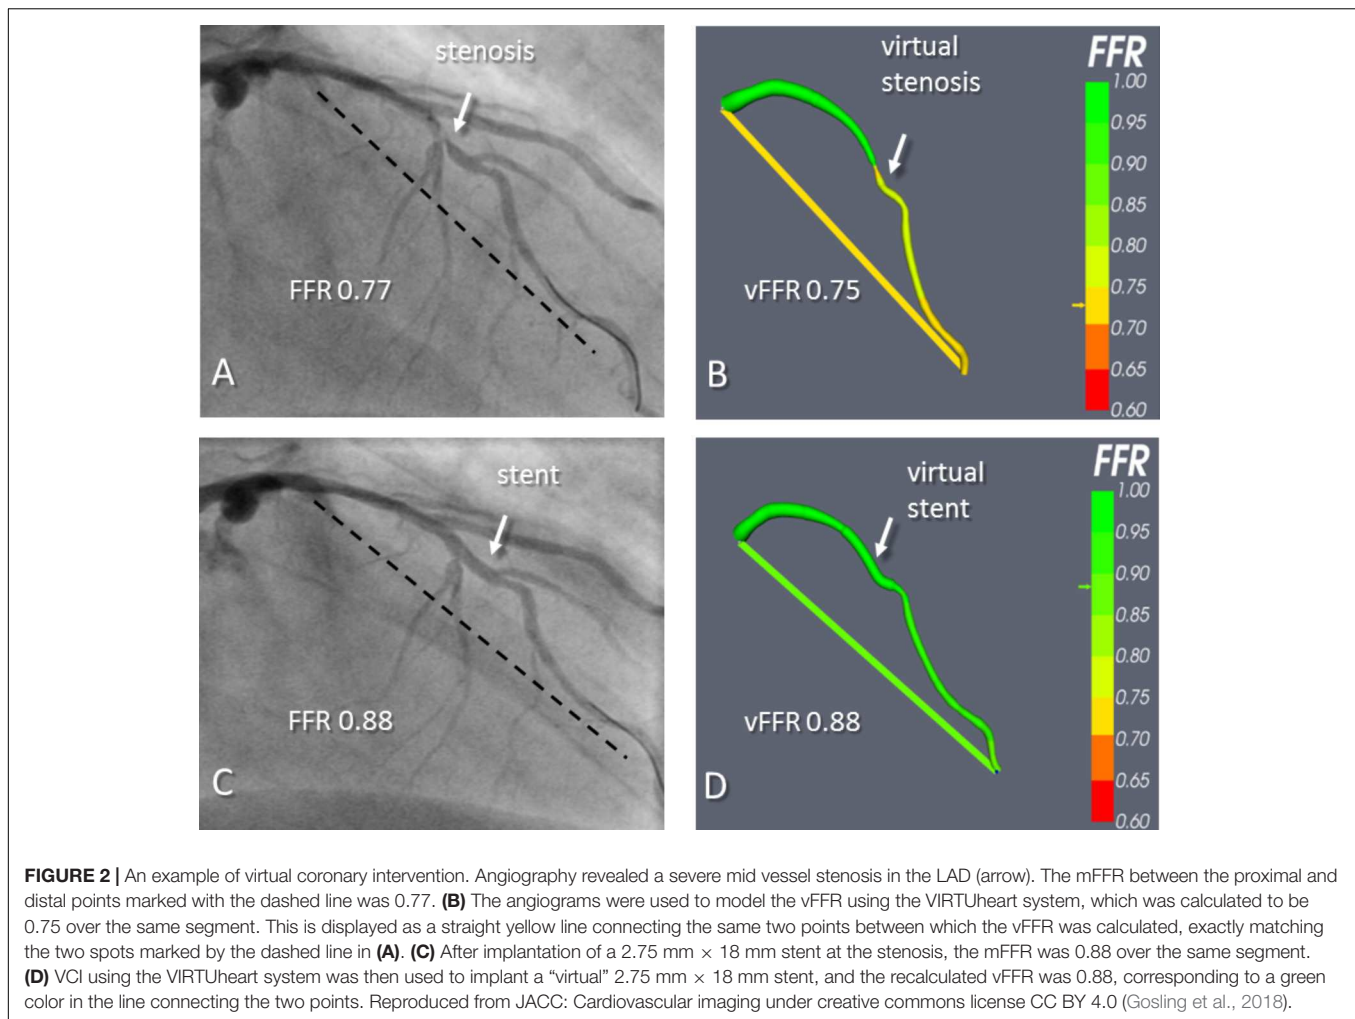 stenosis
FFR 0.77
A
virtual
stenosis
FFR
1.00
0.95
0.90
0.85
0.80
0.75
0.70
0.65
0.60
vFFR 0.75
B
stent
FFR 0.88
C
virtual
stent
FFR
1.00
0.95
0.90
0.85
0.80
0.75
0.70
0.65
0.60
vFFR 0.88
D
FIGURE 2 | An example of virtual coronary intervention. Angiography revealed a severe mid vessel stenosis in the LAD (arrow). The mFFR between the proximal and
distal points marked with the dashed line was 0.77. (B) The angiograms were used to model the vFFR using the VIRTUheart system, which was calculated to be
0.75 over the same segment. This is displayed as a straight yellow line connecting the same two points between which the vFFR was calculated, exactly matching
the two spots marked by the dashed line in (A). (C) After implantation of a 2.75 mm × 18 mm stent at the stenosis, the mFFR was 0.88 over the same segment.
(D) VCI using the VIRTUheart system was then used to implant a “virtual” 2.75 mm × 18 mm stent, and the recalculated vFFR was 0.88, corresponding to a green
color in the line connecting the two points. Reproduced from JACC: Cardiovascular imaging under creative commons license CC BY 4.0 (Gosling et al., 2018).